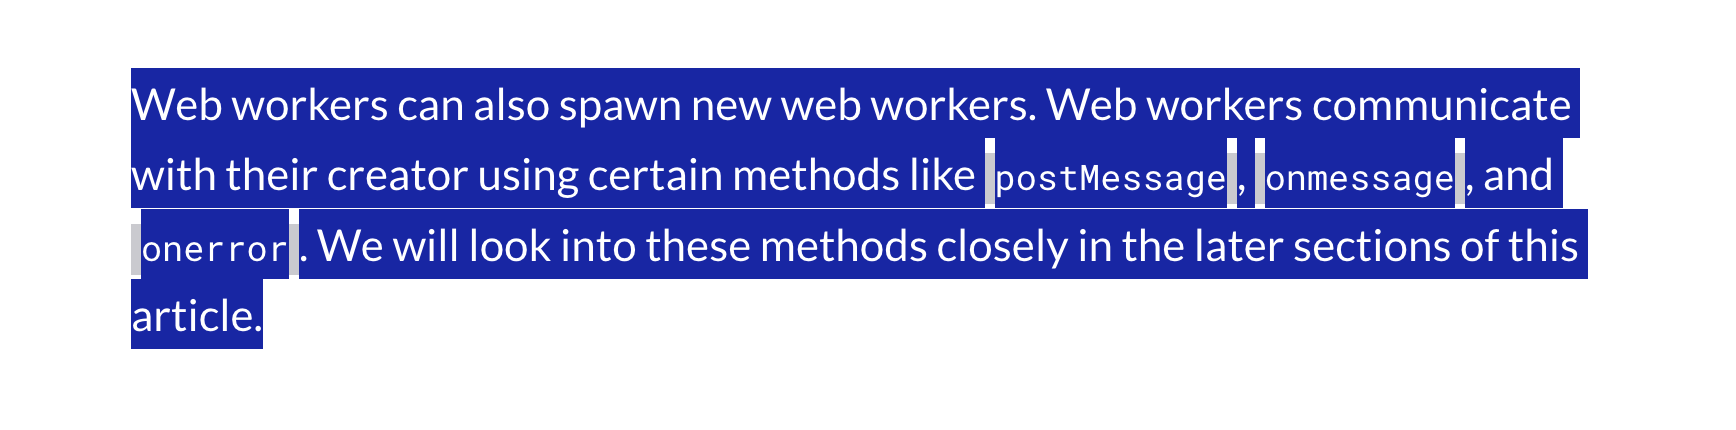 Web workers can also spawn new web workers. Web workers communicate
with their creator using certain methods like postMessage, onmessage, and
onerror. We will look into these methods closely in the later sections of this
article.